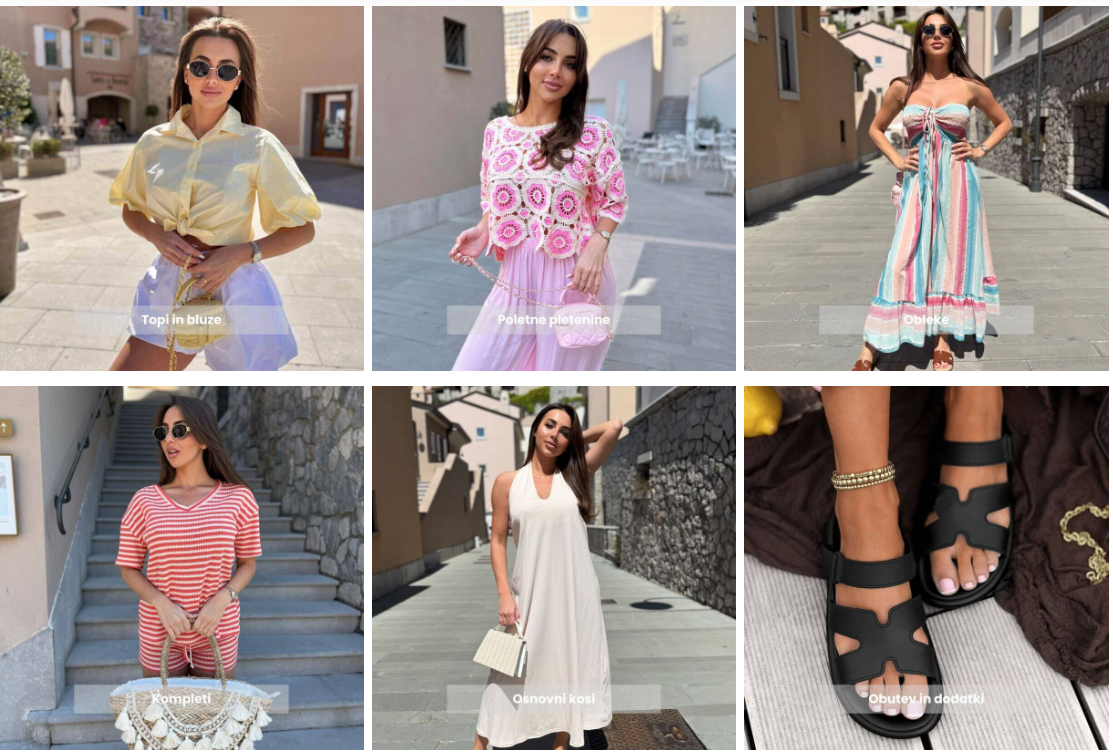 Topi in bluze
Poletne pletenine
Obleke
Kompleti
Osnovni kosi
Obutev in dodatki